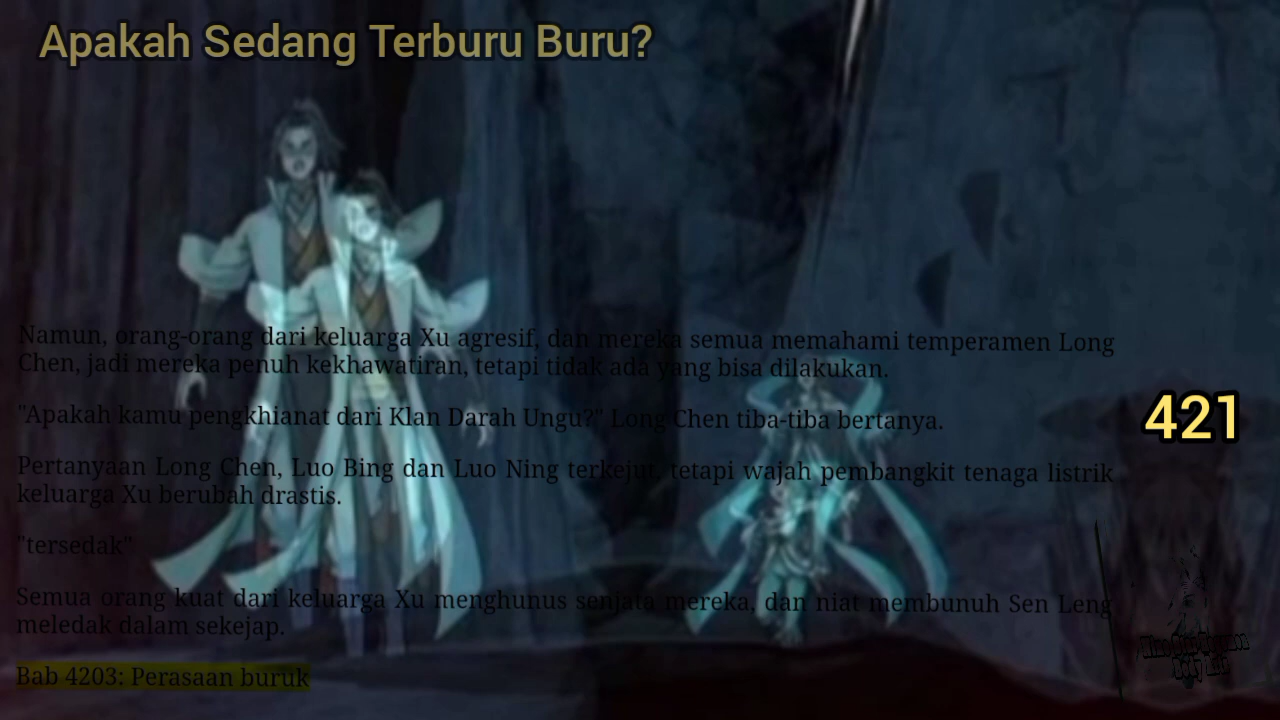 Apakah Sedang Terburu Buru?
Namun, orang-orang dari keluarga Xu agresif, dan mereka semua memahami temperamen Long
Chen, jadi mereka penuh kekhawatiran, tetapi tidak ada yang bisa dilakukan.
"Apakah kamu pengkhianat dari Klan Darah Ungu?" Long Chen tiba-tiba bertanya.
421
Pertanyaan Long Chen, Luo Bing dan Luo Ning terkejut, tetapi wajah pembangkit tenaga listrik
keluarga Xu berubah drastis.
"tersedak"
Semua orang kuat dari keluarga Xu menghunus senjata mereka, dan niat membunuh Sen Leng
meledak dalam sekejap.
Bab 4203: Perasaan buruk